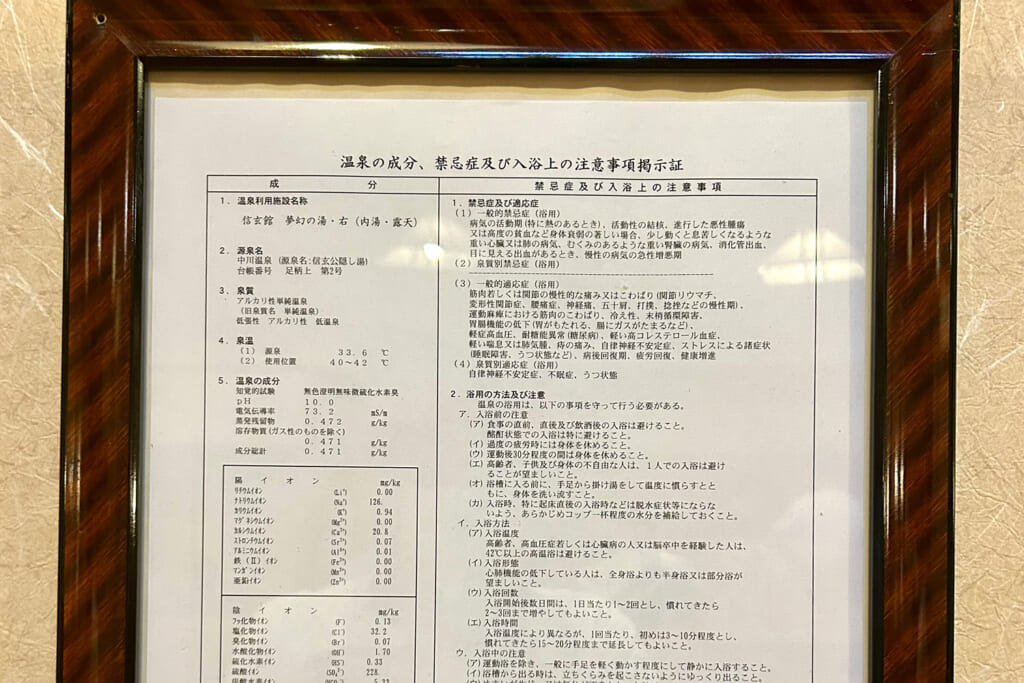 温泉の成分、禁忌症及び入浴上の注意事項掲示証
成　　　　分
1．温泉利用施設名称
信玄館　夢幻の湯・右（内湯・露天）
2．源泉名
中川温泉（源泉名：信玄公隠し湯）
台帳番号　足柄上　第2号
3．泉質
アルカリ性単純温泉
（旧泉質名　単純温泉）
低張性　アルカリ性　低温泉
4．泉温
（1）源泉　33.6　℃
（2）使用位置　40～42　℃
5．温泉の成分
知覚的試験　無色澄明無味微硫化水素臭
pH　10.0
電気伝導率　73.2　mS/m
蒸発残留物　0.472　g/kg
溶存物質（ガス性のものを除く）
0.471　g/kg
成分総計　0.471　g/kg
陽イオン　mg/kg
リチウムイオン　(Li⁺)　0.00
ナトリウムイオン　(Na⁺)　126.
カリウムイオン　(K⁺)　0.94
マグネシウムイオン　(Mg²⁺)　0.00
カルシウムイオン　(Ca²⁺)　20.8
ストロンチウムイオン　(Sr²⁺)　0.07
アルミニウムイオン　(Al³⁺)　0.01
鉄（Ⅱ）イオン　(Fe²⁺)　0.00
マンガンイオン　(Mn²⁺)　0.00
亜鉛イオン　(Zn²⁺)　0.00
陰イオン　mg/kg
フッ化物イオン　(F⁻)　0.13
塩化物イオン　(Cl⁻)　32.2
臭化物イオン　(Br⁻)　0.07
水酸化物イオン　(OH⁻)　1.70
硫化水素イオン　(HS⁻)　0.33
硫酸イオン　(SO₄²⁻)　228.
禁忌症及び入浴上の注意事項
1．禁忌症及び適応症
（1）一般的禁忌症（浴用）
病気の活動期（特に熱のあるとき）、活動性の結核、進行した悪性腫瘍
又は高度の貧血など身体衰弱の著しい場合、少し動くと息苦しくなるような
重い心臓又は肺の病気、むくみのあるような重い腎臓の病気、消化管出血、
目に見える出血があるとき、慢性の病気の急性増悪期
（2）泉質別禁忌症（浴用）
（3）一般的適応症（浴用）
筋肉若しくは関節の慢性的な痛み又はこわばり（関節リウマチ、
変形性関節症、腰痛症、神経痛、五十肩、打撲、捻挫などの慢性期）、
運動麻痺における筋肉のこわばり、冷え性、末梢循環障害、
胃腸機能の低下（胃がもたれる、腸にガスがたまるなど）、
軽症高血圧、耐糖能異常（糖尿病）、軽い高コレステロール血症、
軽い喘息又は肺気腫、痔の痛み、自律神経不安定症、ストレスによる諸症状
（睡眠障害、うつ状態など）、病後回復期、疲労回復、健康増進
（4）泉質別適応症（浴用）
自律神経不安定症、不眠症、うつ状態
2．浴用の方法及び注意
温泉の浴用は、以下の事項を守って行う必要がある。
ア．入浴前の注意
（ア）食事の直前、直後及び飲酒後の入浴は避けること。
酩酊状態での入浴は特に避けること。
（イ）過度の疲労時には身体を休めること。
（ウ）運動後30分程度の間は身体を休めること。
（エ）高齢者、子供及び身体の不自由な人は、1人での入浴は避け
ることが望ましいこと。
（オ）浴槽に入る前に、手足から掛け湯をして温度に慣らすとと
もに、身体を洗い流すこと。
（カ）入浴時、特に起床直後の入浴時などは脱水症状等にならな
いよう、あらかじめコップ一杯程度の水分を補給しておくこと。
イ．入浴方法
（ア）入浴温度
高齢者、高血圧症若しくは心臓病の人又は脳卒中を経験した人は、
42℃以上の高温浴は避けること。
（イ）入浴形態
心肺機能の低下している人は、全身浴よりも半身浴又は部分浴が
望ましいこと。
（ウ）入浴回数
入浴開始後数日間は、1日当たり1～2回とし、慣れてきたら
2～3回まで増やしてもよいこと。
（エ）入浴時間
入浴温度により異なるが、1回当たり、初めは3～10分程度とし、
慣れてきたら15～20分程度まで延長してもよいこと。
ウ．入浴中の注意
（ア）運動浴を除き、一般に手足を軽く動かす程度にして静かに入浴すること。
（イ）浴槽から出る時は、立ちくらみを起こさないようにゆっくり出ること。